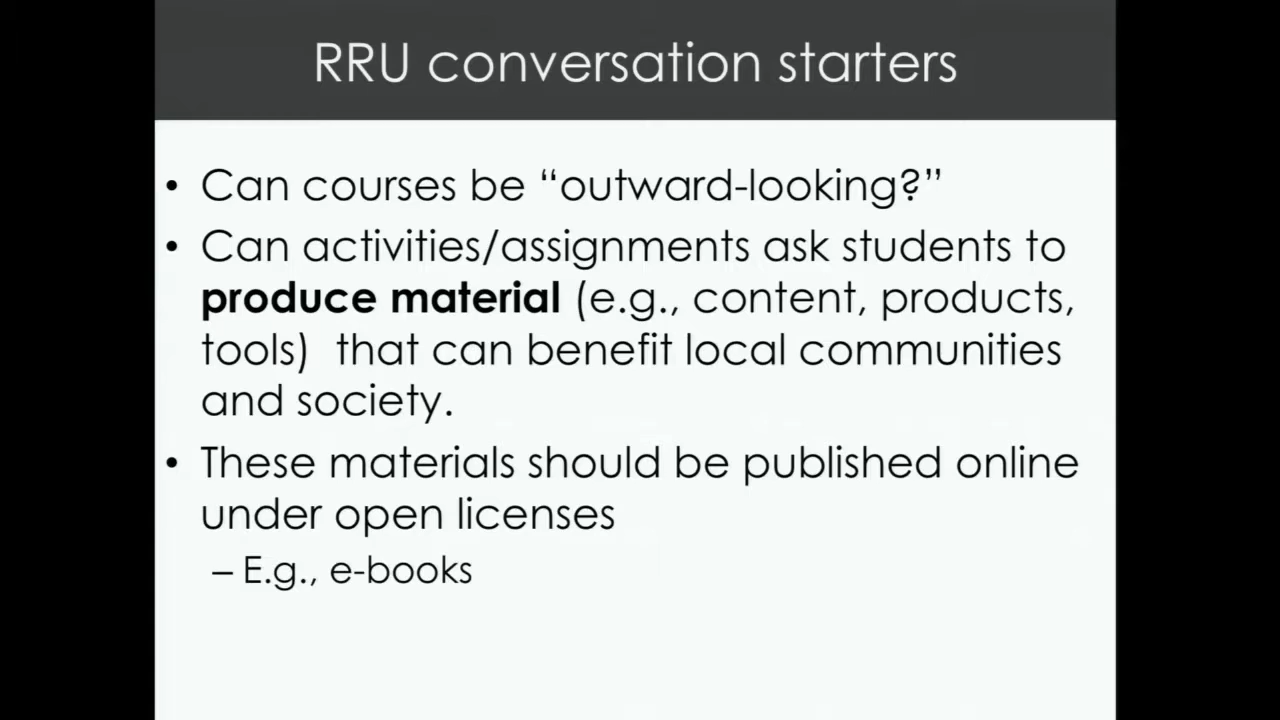 RRU conversation starters
• Can courses be “outward-looking?”
• Can activities/assignments ask students to
produce material (e.g., content, products,
tools)  that can benefit local communities
and society.
• These materials should be published online
under open licenses
– E.g., e-books